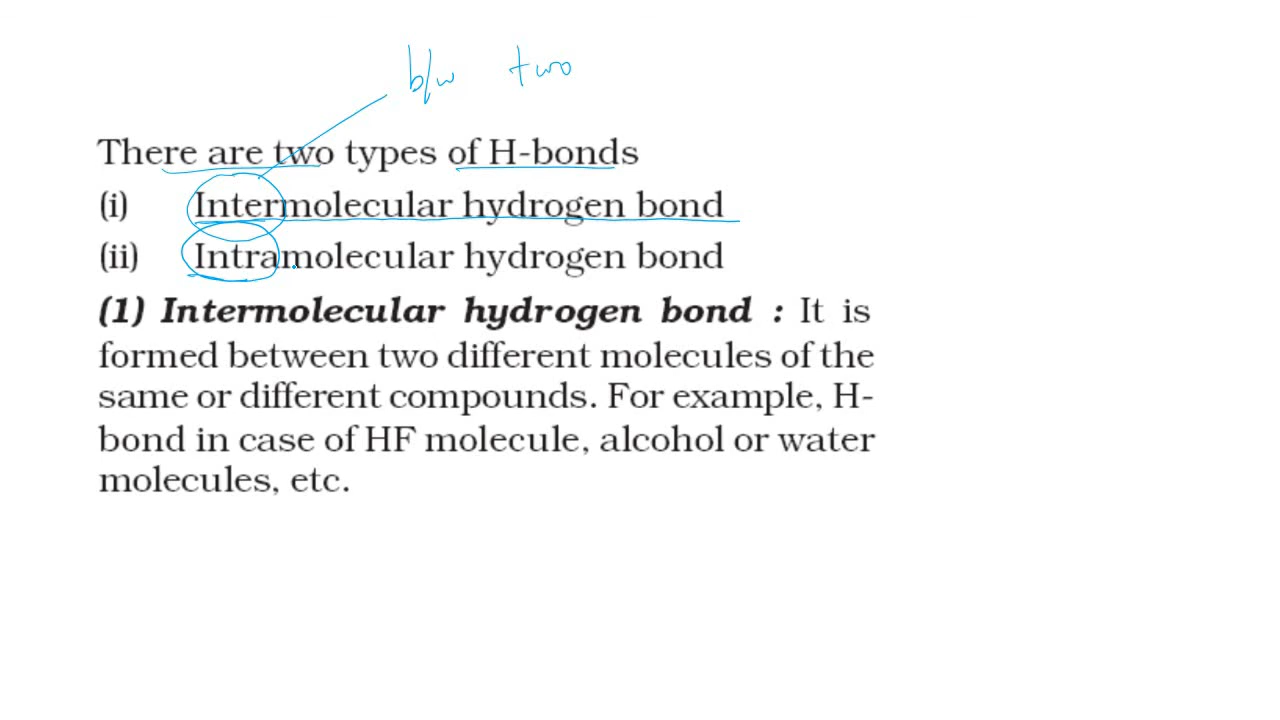 b/w two
There are two types of H-bonds
(i) Intermolecular hydrogen bond
(ii) Intramolecular hydrogen bond
(1) Intermolecular hydrogen bond : It is
formed between two different molecules of the
same or different compounds. For example, H-
bond in case of HF molecule, alcohol or water
molecules, etc.